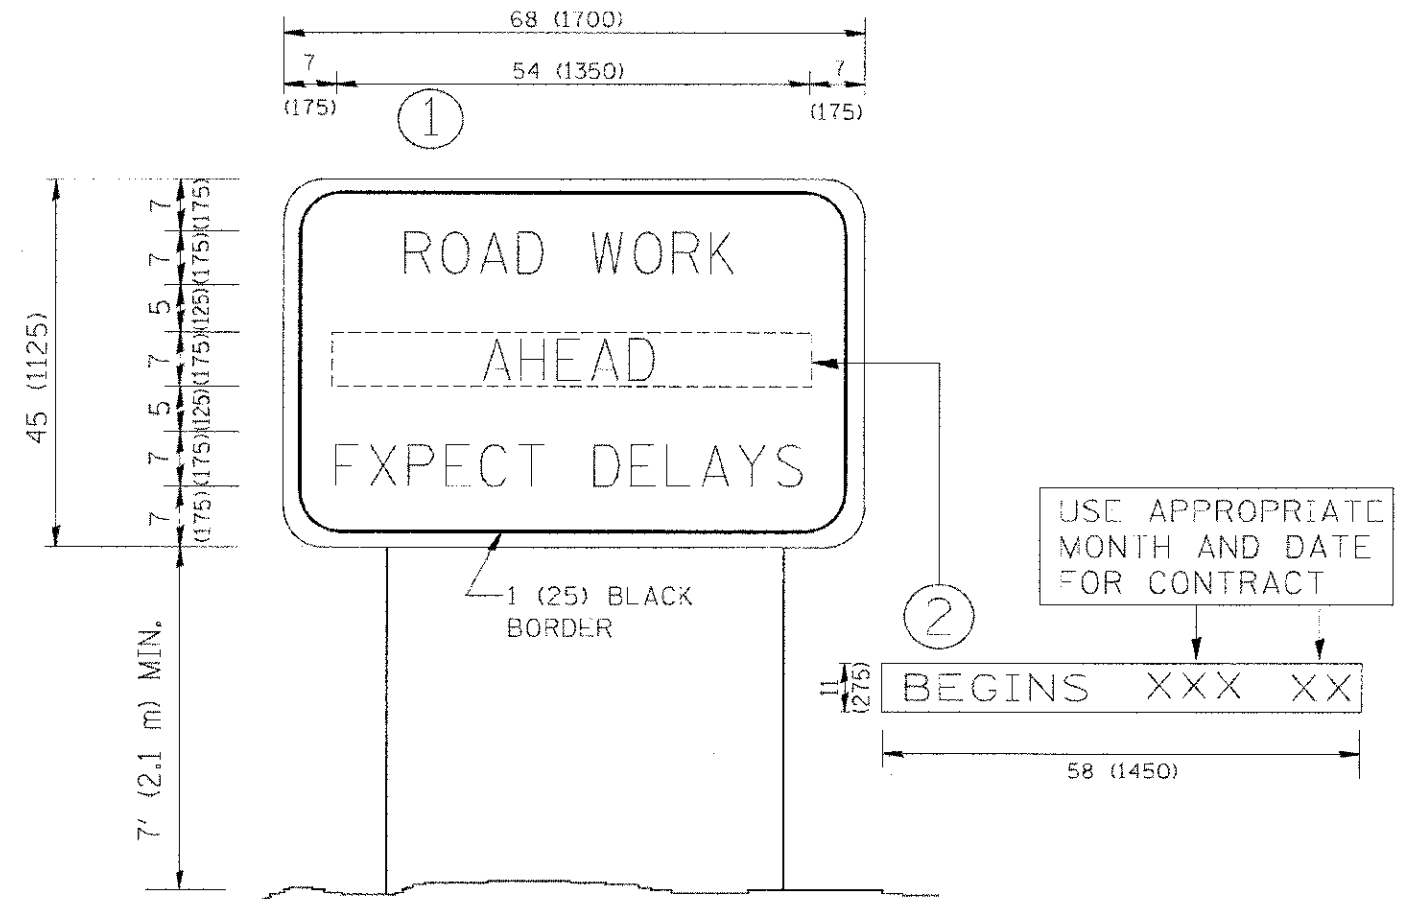 68 (1700)
7 54 (1350) 7
(175) (175)
1
7 (175)
7 (175)
5 (125)
7 (175)
5 (125)
7 (175)
7 (175)
45 (1125)
ROAD WORK
AHEAD
EXPECT DELAYS
1 (25) BLACK
BORDER
7' (2.1 m) MIN.
USE APPROPRIATE
MONTH AND DATE
FOR CONTRACT
2
11 (275)
BEGINS XXX XX
58 (1450)